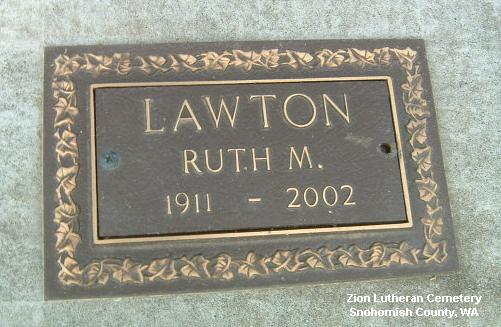 LAWTON
RUTH M.
1911 - 2002
Zion Lutheran Cemetery
Snohomish County, WA